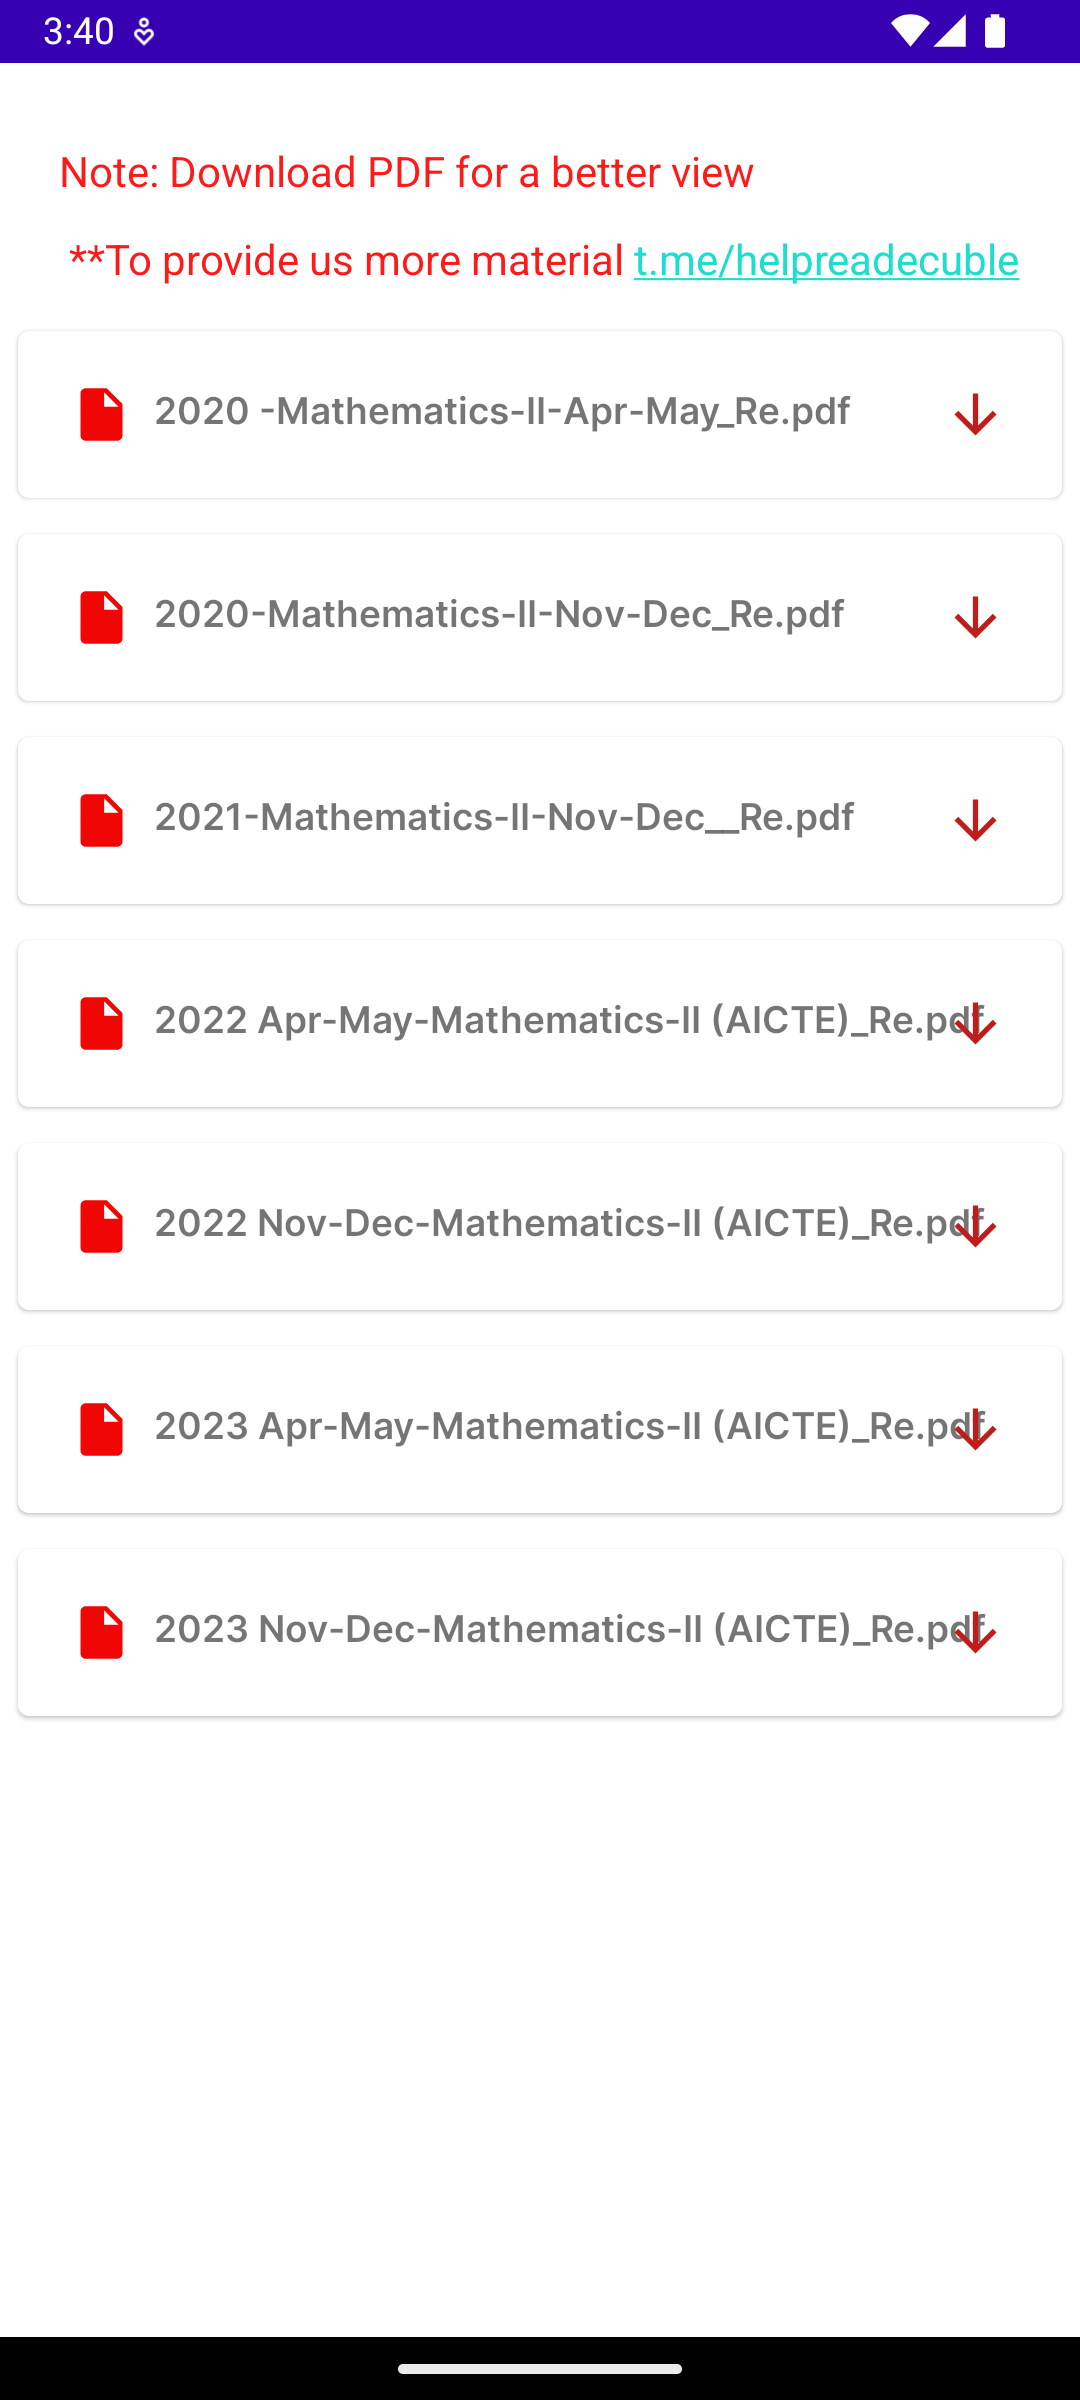 3:40
Note: Download PDF for a better view
**To provide us more material t.me/helpreadecuble
2020 -Mathematics-II-Apr-May_Re.pdf
2020-Mathematics-II-Nov-Dec_Re.pdf
2021-Mathematics-II-Nov-Dec__Re.pdf
2022 Apr-May-Mathematics-II (AICTE)_Re.pdf
2022 Nov-Dec-Mathematics-II (AICTE)_Re.pdf
2023 Apr-May-Mathematics-II (AICTE)_Re.pdf
2023 Nov-Dec-Mathematics-II (AICTE)_Re.pdf